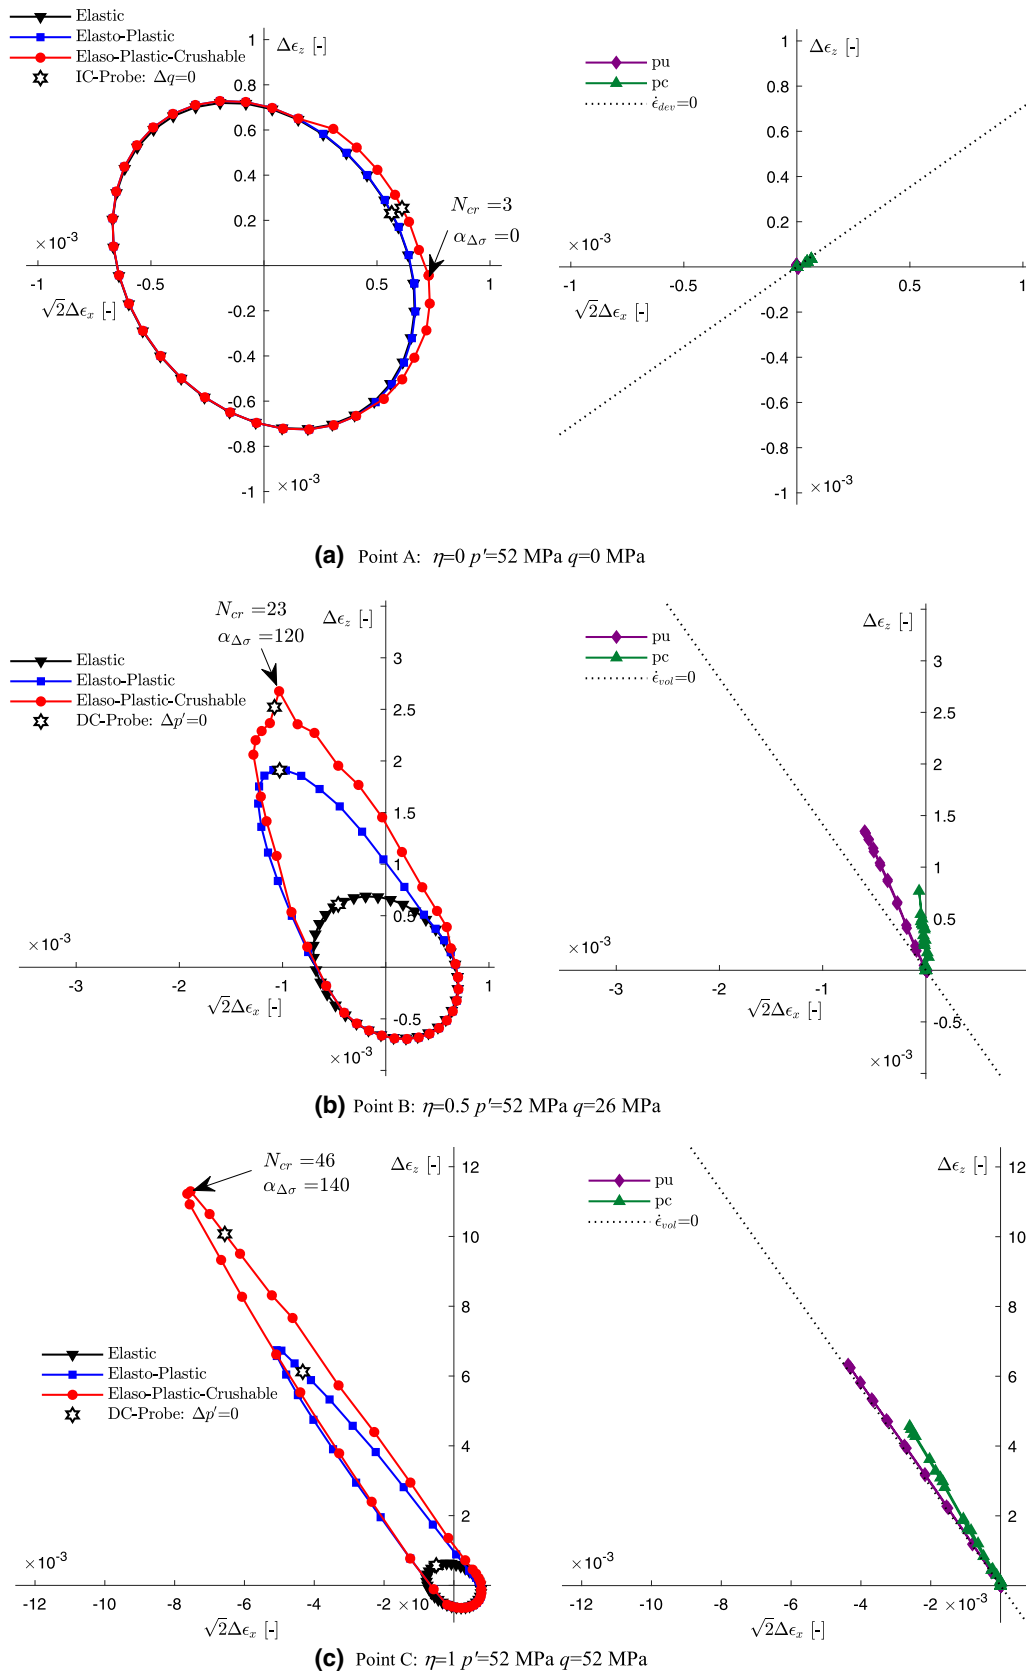 Elastic
Elasto-Plastic
Elaso-Plastic-Crushable
IC-Probe: Δq=0
Δϵz [-]
1
0.8
0.6
0.4
0.2
-0.2
-0.4
-0.6
-0.8
-1
×10⁻³
-1
-0.5
0.5
1
×10⁻³
√2Δϵx [-]
Ncr =3
αΔσ =0
pu
pc
ϵ̇dev=0
Δϵz [-]
1
0.8
0.6
0.4
0.2
-0.2
-0.4
-0.6
-0.8
-1
×10⁻³
-1
-0.5
0.5
1
×10⁻³
√2Δϵx [-]
(a) Point A: η=0 p′=52 MPa q=0 MPa
Ncr =23
αΔσ =120
Δϵz [-]
Elastic
Elasto-Plastic
Elaso-Plastic-Crushable
DC-Probe: Δp′=0
3
2.5
2
1.5
1
0.5
-0.5
×10⁻³
-3
-2
-1
1
×10⁻³
√2Δϵx [-]
pu
pc
ϵ̇vol=0
Δϵz [-]
3
2.5
2
1.5
1
0.5
-0.5
×10⁻³
-3
-2
-1
×10⁻³
√2Δϵx [-]
(b) Point B: η=0.5 p′=52 MPa q=26 MPa
Ncr =46
αΔσ =140
Δϵz [-]
Elastic
Elasto-Plastic
Elaso-Plastic-Crushable
DC-Probe: Δp′=0
12
10
8
6
4
2
×10⁻³
-12
-10
-8
-6
-4
-2
×10⁻³
√2Δϵx [-]
pu
pc
ϵ̇vol=0
Δϵz [-]
12
10
8
6
4
2
×10⁻³
-12
-10
-8
-6
-4
-2
×10⁻³
√2Δϵx [-]
(c) Point C: η=1 p′=52 MPa q=52 MPa